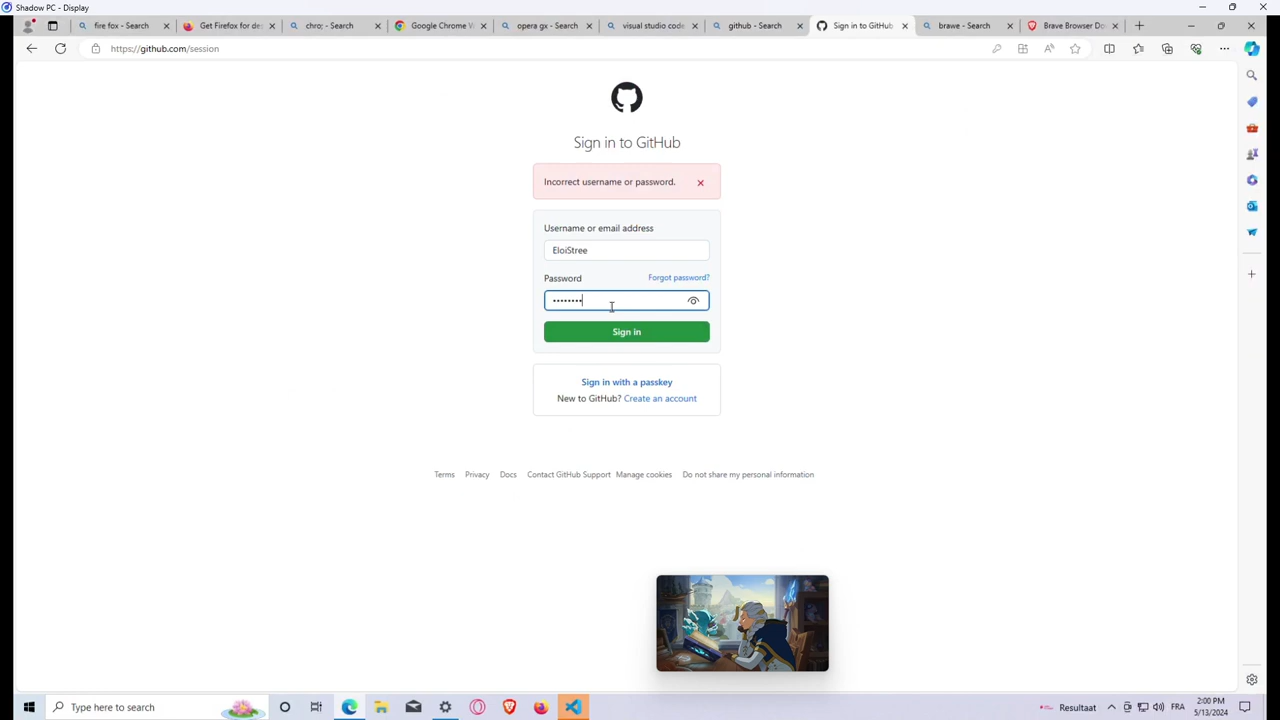 Shadow PC - Display
fire fox - Search
Get Firefox for des
chro; - Search
Google Chrome W
opera gx - Search
visual studio code
github - Search
Sign in to GitHub
brawe - Search
Brave Browser Do
https://github.com/session
Sign in to GitHub
Incorrect username or password.
Username or email address
EloiStree
Password
Forgot password?
Sign in
Sign in with a passkey
New to GitHub? Create an account
Terms
Privacy
Docs
Contact GitHub Support
Manage cookies
Do not share my personal information
Type here to search
Resultaat
FRA
2:00 PM
5/13/2024